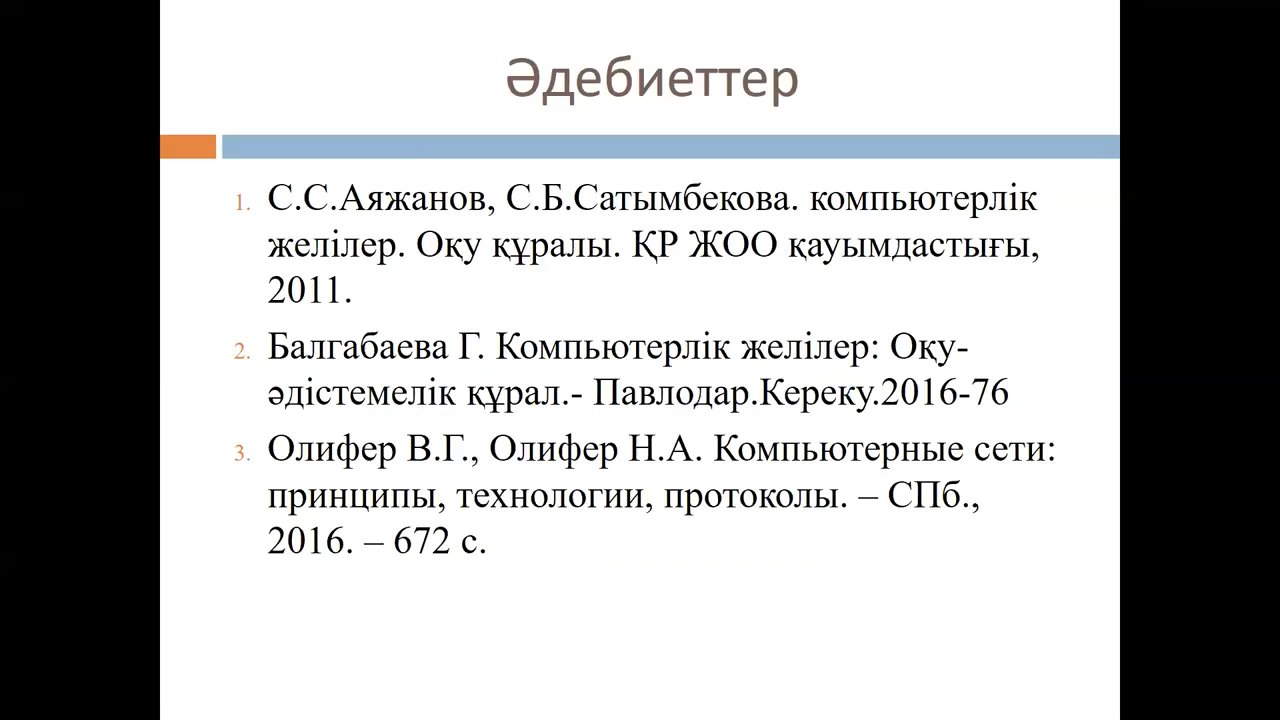 Әдебиеттер
1. С.С.Аяжанов, С.Б.Сатымбекова. компьютерлік
желілер. Оқу құралы. ҚР ЖОО қауымдастығы,
2011.
2. Балгабаева Г. Компьютерлік желілер: Оқу-
әдістемелік құрал.- Павлодар.Кереку.2016-76
3. Олифер В.Г., Олифер Н.А. Компьютерные сети:
принципы, технологии, протоколы. – СПб.,
2016. – 672 с.